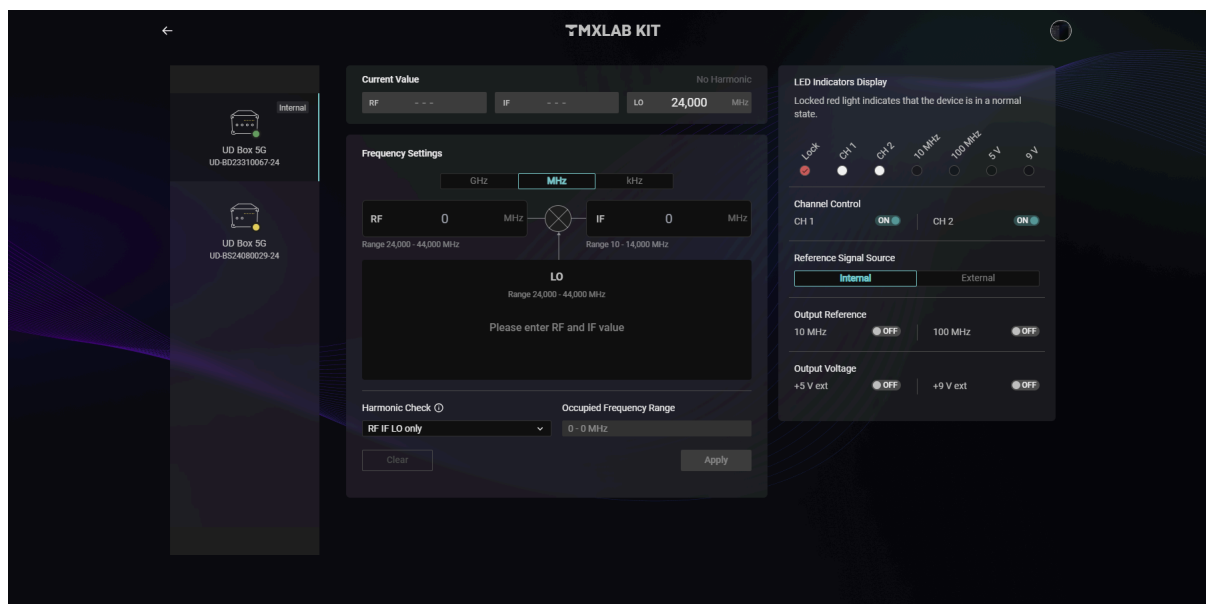 TMXLAB KIT
Internal
UD Box 5G
UD-BD23310067-24
UD Box 5G
UD-BS24080029-24
Current Value
No Harmonic
RF - - -
IF - - -
LO 24,000 MHz
Frequency Settings
GHz MHz kHz
RF 0 MHz
IF 0 MHz
Range 24,000 - 44,000 MHz
Range 10 - 14,000 MHz
LO
Range 24,000 - 44,000 MHz
Please enter RF and IF value
Harmonic Check
Occupied Frequency Range
RF IF LO only
0 - 0 MHz
Clear
Apply
LED Indicators Display
Locked red light indicates that the device is in a normal
state.
Lock CH 1 CH 2 10 MHz 100 MHz 5 V 9 V
Channel Control
CH 1 ON CH 2 ON
Reference Signal Source
Internal External
Output Reference
10 MHz OFF 100 MHz OFF
Output Voltage
+5 V ext OFF +9 V ext OFF